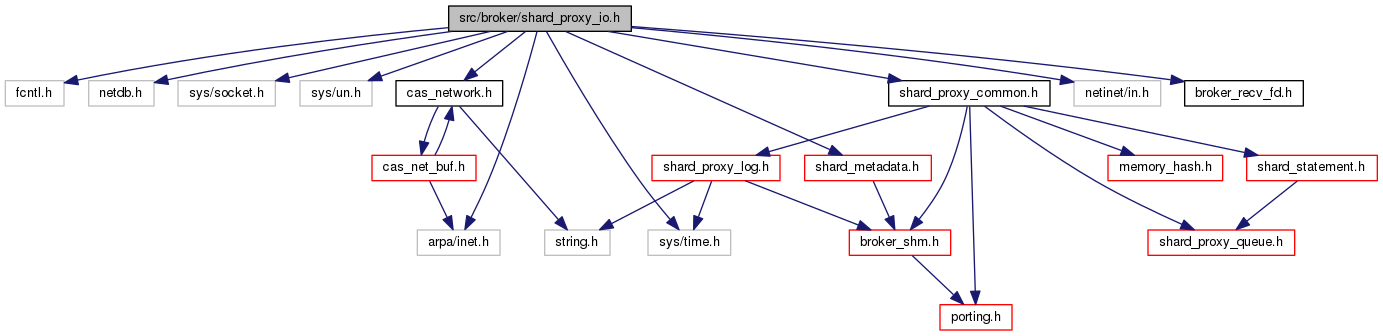 src/broker/shard_proxy_io.h
fcntl.h
netdb.h
sys/socket.h
sys/un.h
cas_network.h
shard_proxy_common.h
netinet/in.h
broker_recv_fd.h
cas_net_buf.h
shard_proxy_log.h
shard_metadata.h
memory_hash.h
shard_statement.h
arpa/inet.h
string.h
sys/time.h
broker_shm.h
shard_proxy_queue.h
porting.h